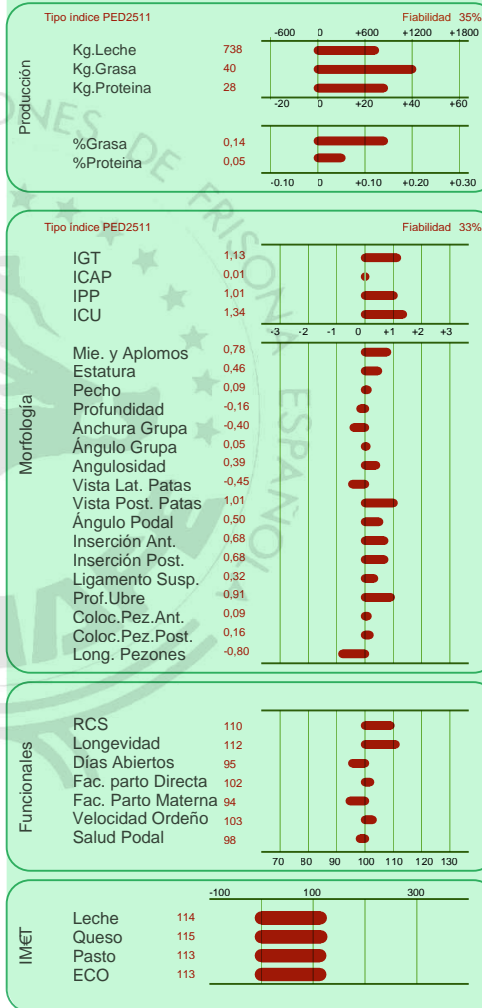 Tipo índice PED2511 Fiabilidad 35%
-600 +600 +1200 +1800
Kg.Leche 738
Kg.Grasa 40
Kg.Proteina 28
-20 0 +20 +40 +60
%Grasa 0,14
%Proteina 0,05
-0.10 0 +0.10 +0.20 +0.30
Producción
Tipo índice PED2511 Fiabilidad 33%
IGT 1,13
ICAP 0,01
IPP 1,01
ICU 1,34
-3 -2 -1 0 +1 +2 +3
Mie. y Aplomos 0,78
Estatura 0,46
Pecho 0,09
Profundidad -0,16
Anchura Grupa -0,40
Ángulo Grupa 0,05
Angulosidad 0,39
Vista Lat. Patas -0,45
Vista Post. Patas 1,01
Ángulo Podal 0,50
Inserción Ant. 0,68
Inserción Post. 0,68
Ligamento Susp. 0,32
Prof.Ubre 0,91
Coloc.Pez.Ant. 0,09
Coloc.Pez.Post. 0,16
Long. Pezones -0,80
Morfología
RCS 110
Longevidad 112
Días Abiertos 95
Fac. parto Directa 102
Fac. Parto Materna 94
Velocidad Ordeño 103
Salud Podal 98
70 80 90 100 110 120 130
Funcionales
-100 100 300
Leche 114
Queso 115
Pasto 113
ECO 113
IM€T
DE FRISONA ESPAÑOLA